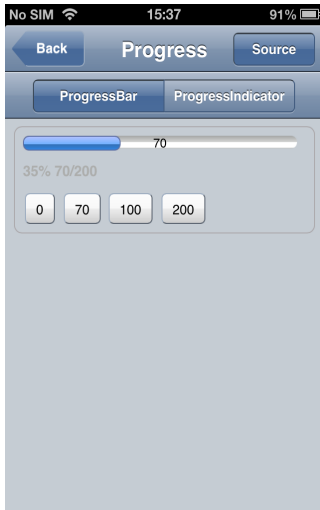 No SIM 15:37 91%
Back Progress Source
ProgressBar ProgressIndicator
70
35% 70/200
0 70 100 200